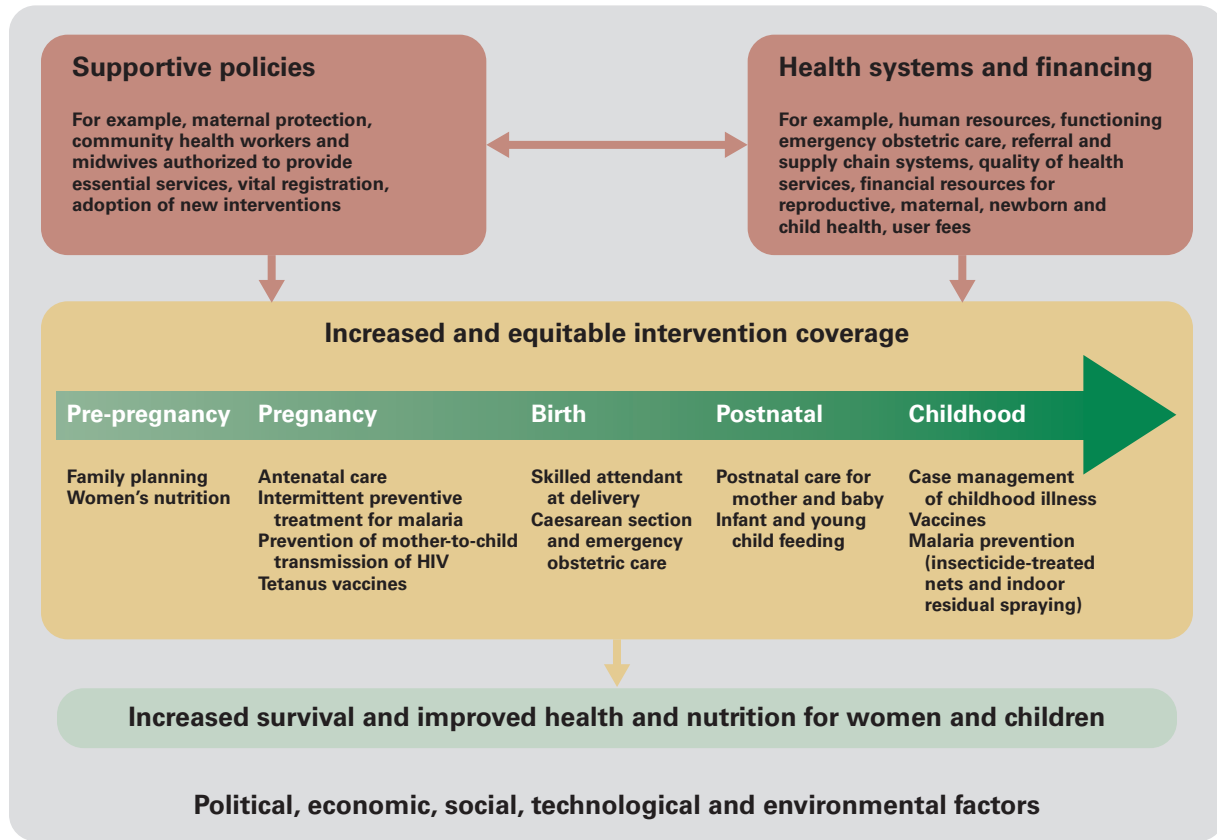 Supportive policies
For example, maternal protection,
community health workers and
midwives authorized to provide
essential services, vital registration,
adoption of new interventions
Health systems and financing
For example, human resources, functioning
emergency obstetric care, referral and
supply chain systems, quality of health
services, financial resources for
reproductive, maternal, newborn and
child health, user fees
Increased and equitable intervention coverage
Pre-pregnancy
Family planning
Women’s nutrition
Pregnancy
Antenatal care
Intermittent preventive
treatment for malaria
Prevention of mother-to-child
transmission of HIV
Tetanus vaccines
Birth
Skilled attendant
at delivery
Caesarean section
and emergency
obstetric care
Postnatal
Postnatal care for
mother and baby
Infant and young
child feeding
Childhood
Case management
of childhood illness
Vaccines
Malaria prevention
(insecticide-treated
nets and indoor
residual spraying)
Increased survival and improved health and nutrition for women and children
Political, economic, social, technological and environmental factors